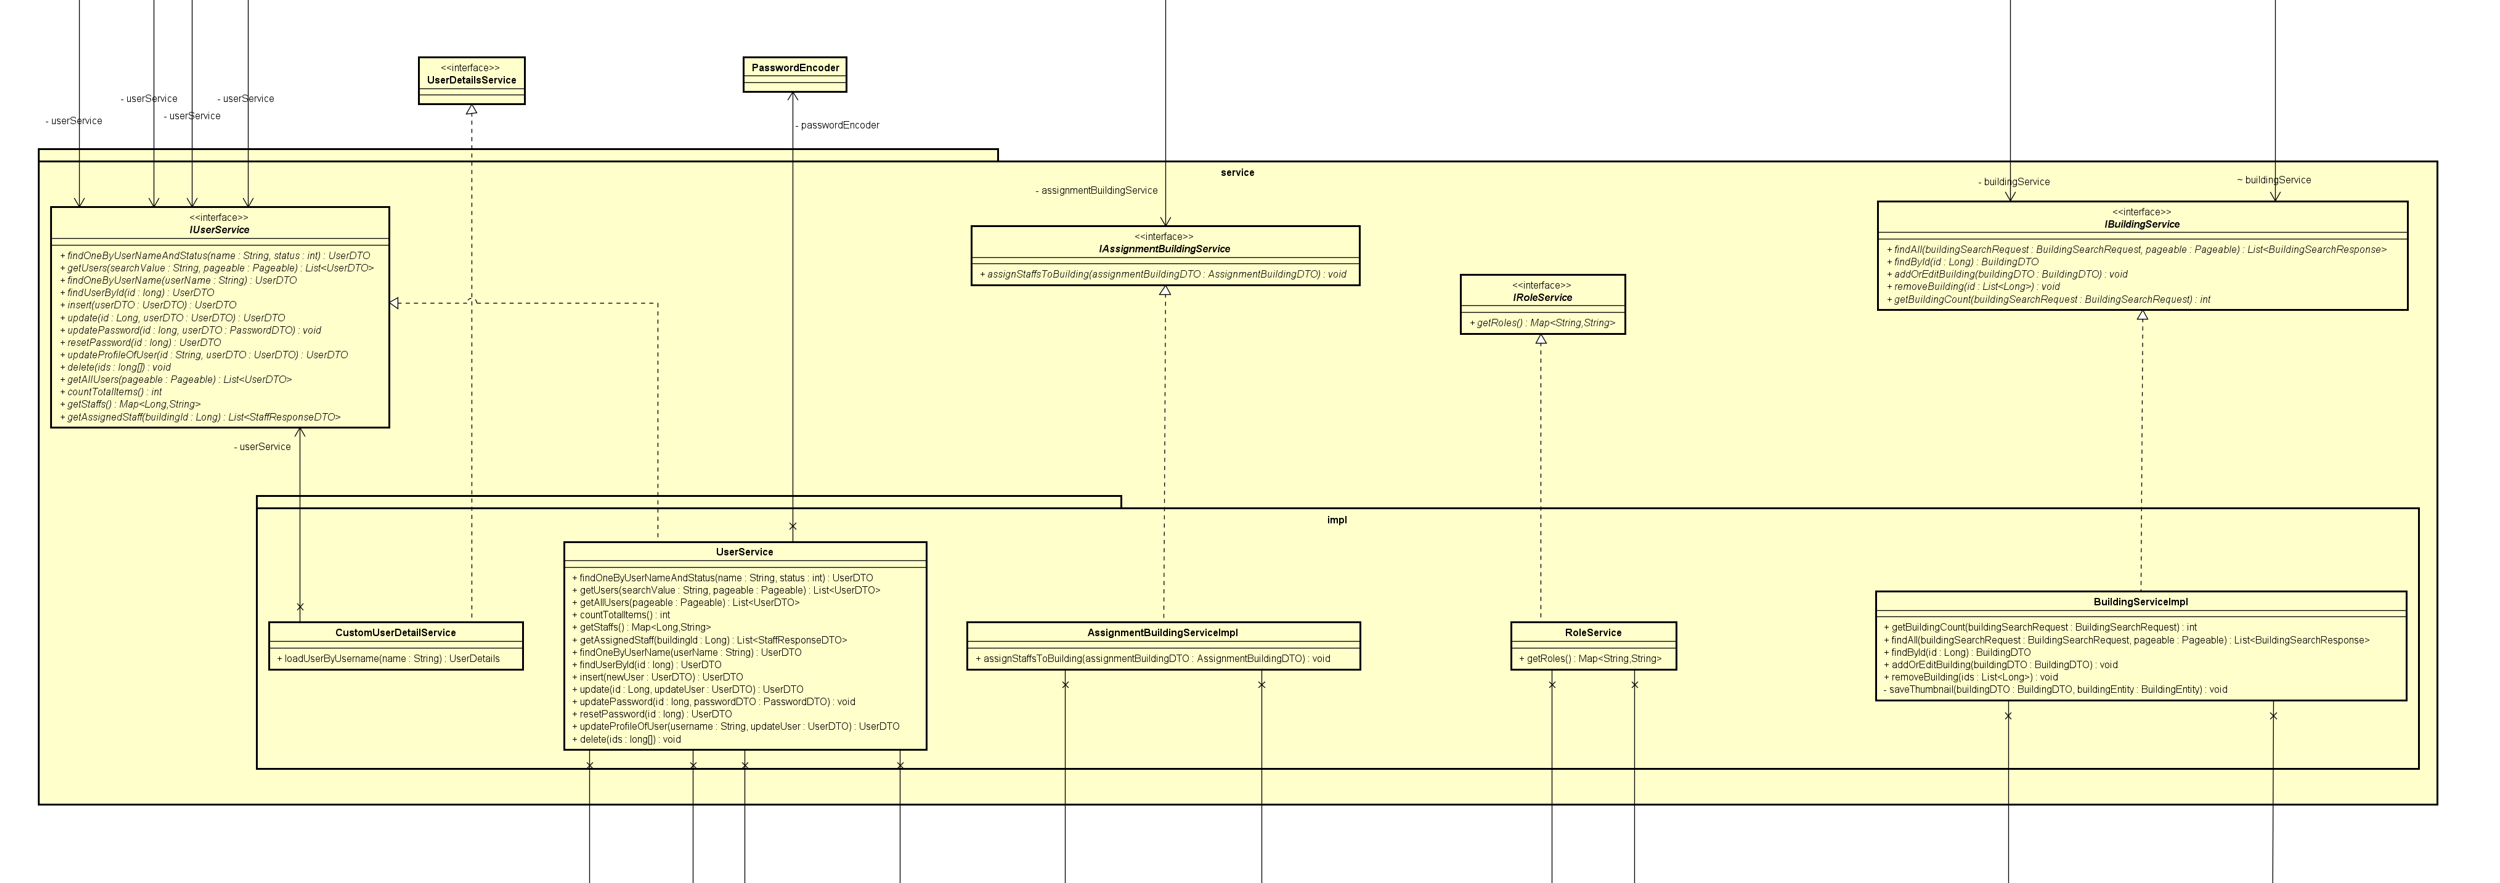 <<interface>>
UserDetailsService
PasswordEncoder
- userService
- userService
- userService
- userService
- passwordEncoder
service
- assignmentBuildingService
- buildingService
~ buildingService
<<interface>>
IUserService
+ findOneByUserNameAndStatus(name : String, status : int) : UserDTO
+ getUsers(searchValue : String, pageable : Pageable) : List<UserDTO>
+ findOneByUserName(userName : String) : UserDTO
+ findUserById(id : long) : UserDTO
+ insert(userDTO : UserDTO) : UserDTO
+ update(id : Long, userDTO : UserDTO) : UserDTO
+ updatePassword(id : long, userDTO : PasswordDTO) : void
+ resetPassword(id : long) : UserDTO
+ updateProfileOfUser(id : String, userDTO : UserDTO) : UserDTO
+ delete(ids : long[]) : void
+ getAllUsers(pageable : Pageable) : List<UserDTO>
+ countTotalItems() : int
+ getStaffs() : Map<Long,String>
+ getAssignedStaff(buildingId : Long) : List<StaffResponseDTO>
<<interface>>
IAssignmentBuildingService
+ assignStaffsToBuilding(assignmentBuildingDTO : AssignmentBuildingDTO) : void
<<interface>>
IRoleService
+ getRoles() : Map<String,String>
<<interface>>
IBuildingService
+ findAll(buildingSearchRequest : BuildingSearchRequest, pageable : Pageable) : List<BuildingSearchResponse>
+ findById(id : Long) : BuildingDTO
+ addOrEditBuilding(buildingDTO : BuildingDTO) : void
+ removeBuilding(id : List<Long>) : void
+ getBuildingCount(buildingSearchRequest : BuildingSearchRequest) : int
- userService
impl
CustomUserDetailService
+ loadUserByUsername(name : String) : UserDetails
UserService
+ findOneByUserNameAndStatus(name : String, status : int) : UserDTO
+ getUsers(searchValue : String, pageable : Pageable) : List<UserDTO>
+ getAllUsers(pageable : Pageable) : List<UserDTO>
+ countTotalItems() : int
+ getStaffs() : Map<Long,String>
+ getAssignedStaff(buildingId : Long) : List<StaffResponseDTO>
+ findOneByUserName(userName : String) : UserDTO
+ findUserById(id : long) : UserDTO
+ insert(newUser : UserDTO) : UserDTO
+ update(id : Long, updateUser : UserDTO) : UserDTO
+ updatePassword(id : long, passwordDTO : PasswordDTO) : void
+ resetPassword(id : long) : UserDTO
+ updateProfileOfUser(username : String, updateUser : UserDTO) : UserDTO
+ delete(ids : long[]) : void
AssignmentBuildingServiceImpl
+ assignStaffsToBuilding(assignmentBuildingDTO : AssignmentBuildingDTO) : void
RoleService
+ getRoles() : Map<String,String>
BuildingServiceImpl
+ getBuildingCount(buildingSearchRequest : BuildingSearchRequest) : int
+ findAll(buildingSearchRequest : BuildingSearchRequest, pageable : Pageable) : List<BuildingSearchResponse>
+ findById(id : Long) : BuildingDTO
+ addOrEditBuilding(buildingDTO : BuildingDTO) : void
+ removeBuilding(ids : List<Long>) : void
- saveThumbnail(buildingDTO : BuildingDTO, buildingEntity : BuildingEntity) : void